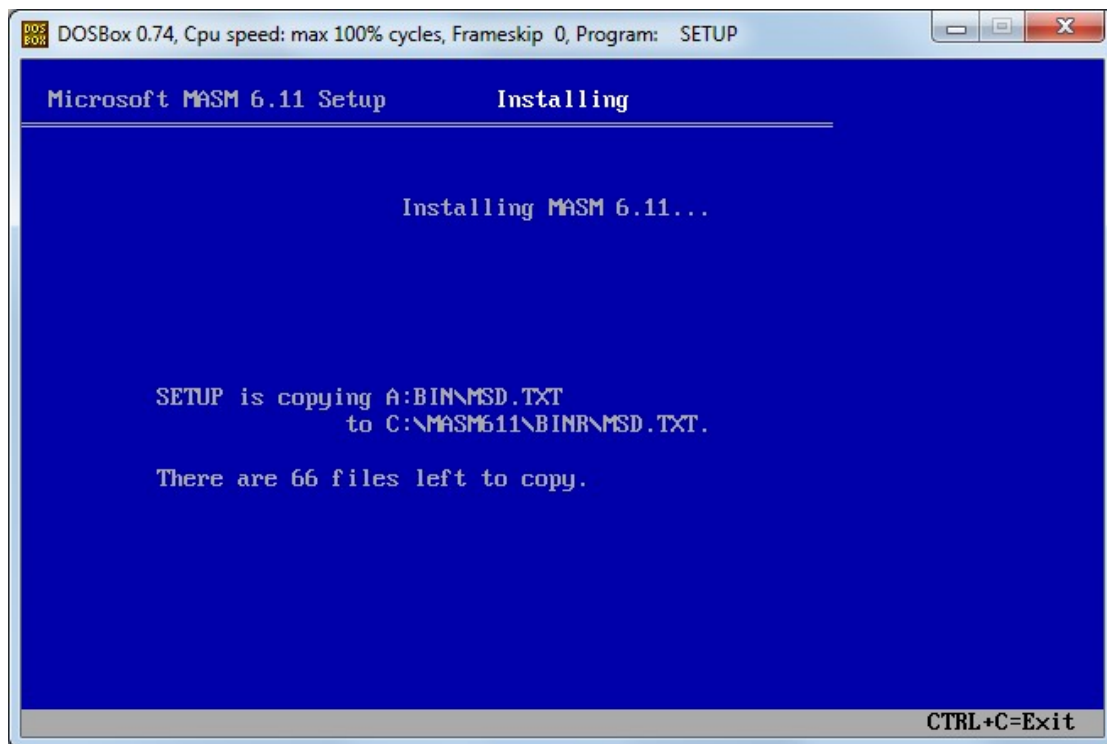 DOS BOX DOSBox 0.74, Cpu speed: max 100% cycles, Frameskip 0, Program: SETUP
Microsoft MASM 6.11 Setup Installing
Installing MASM 6.11...
SETUP is copying A:BIN\MSD.TXT
to C:\MASM611\BINR\MSD.TXT.
There are 66 files left to copy.
CTRL+C=Exit